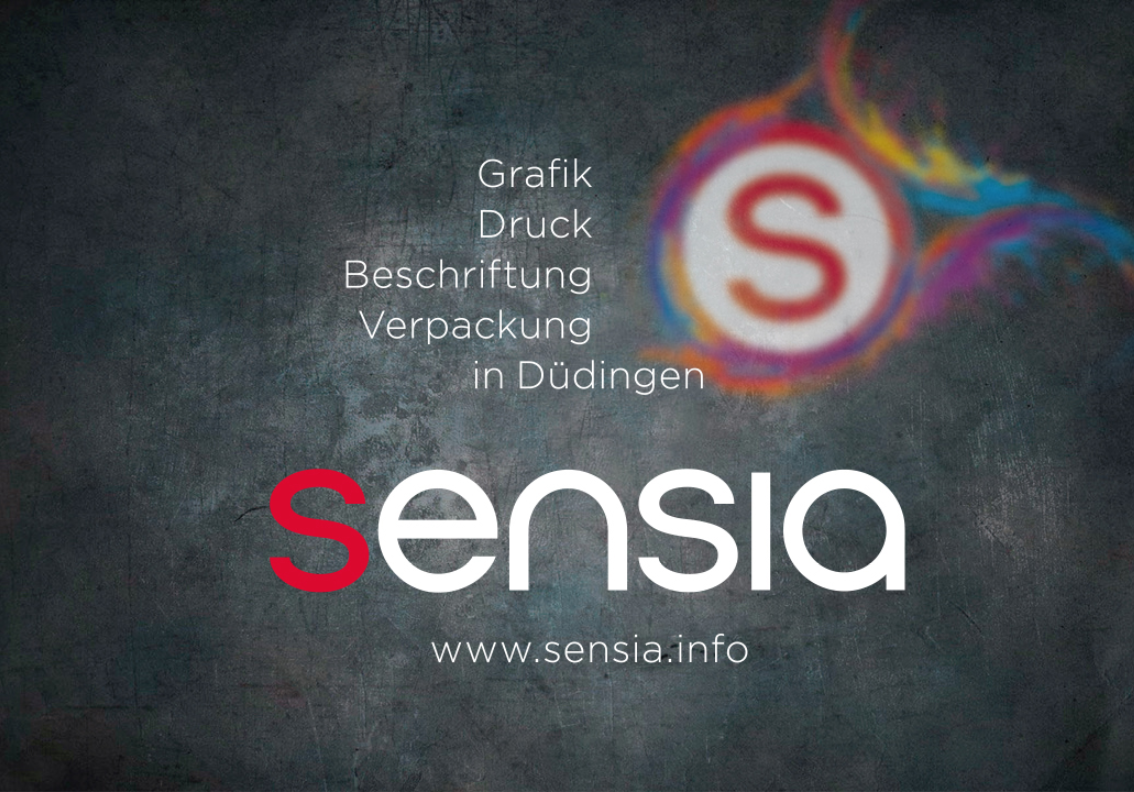 Grafik
Druck
Beschriftung
Verpackung
in Düdingen
S
sensia
www.sensia.info